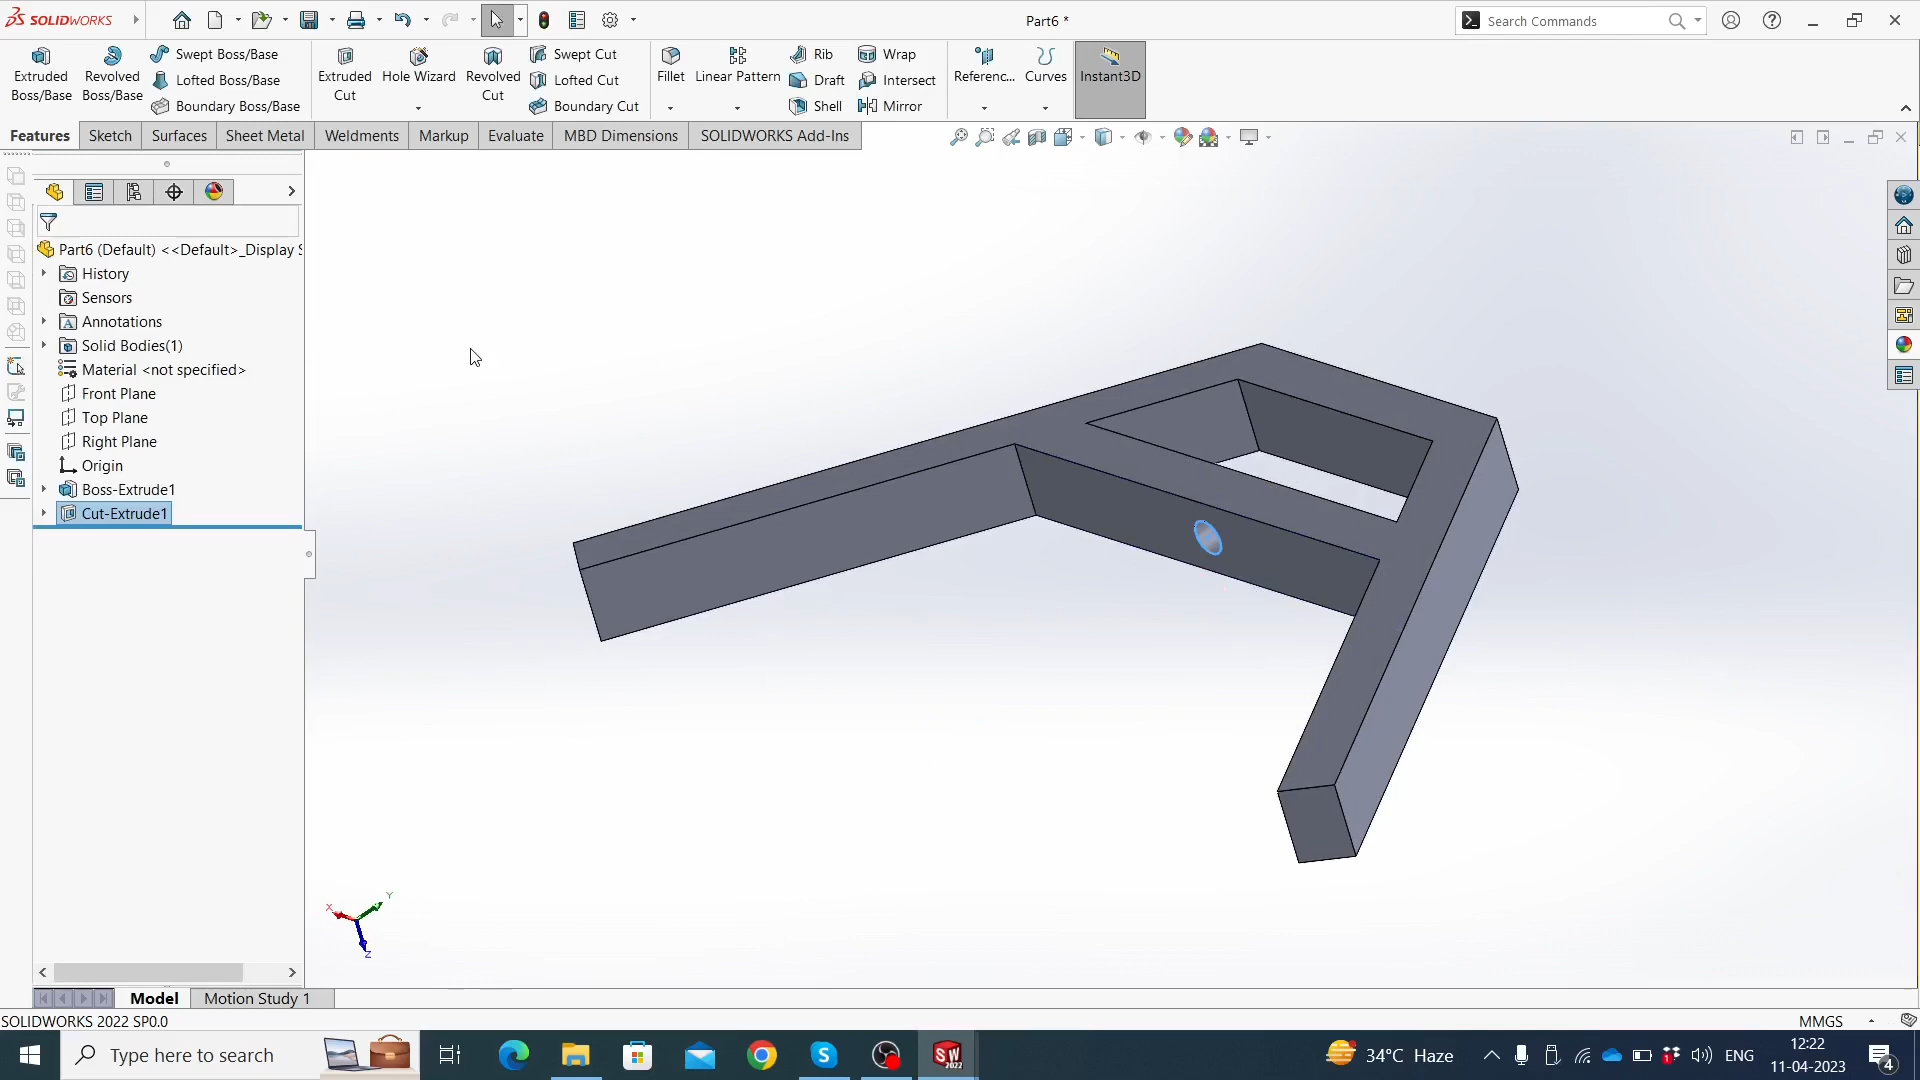 SOLIDWORKS
Part6 *
Search Commands
Extruded Boss/Base
Revolved Boss/Base
Swept Boss/Base
Lofted Boss/Base
Boundary Boss/Base
Extruded Cut
Hole Wizard
Revolved Cut
Swept Cut
Lofted Cut
Boundary Cut
Fillet
Linear Pattern
Rib
Draft
Shell
Wrap
Intersect
Mirror
Referenc...
Curves
Instant3D
Features
Sketch
Surfaces
Sheet Metal
Weldments
Markup
Evaluate
MBD Dimensions
SOLIDWORKS Add-Ins
Part6 (Default) <<Default>_Display S
History
Sensors
Annotations
Solid Bodies(1)
Material <not specified>
Front Plane
Top Plane
Right Plane
Origin
Boss-Extrude1
Cut-Extrude1
X
Y
Z
Model
Motion Study 1
SOLIDWORKS 2022 SP0.0
MMGS
Type here to search
SW
2022
34°C Haze
ENG
12:22
11-04-2023
4